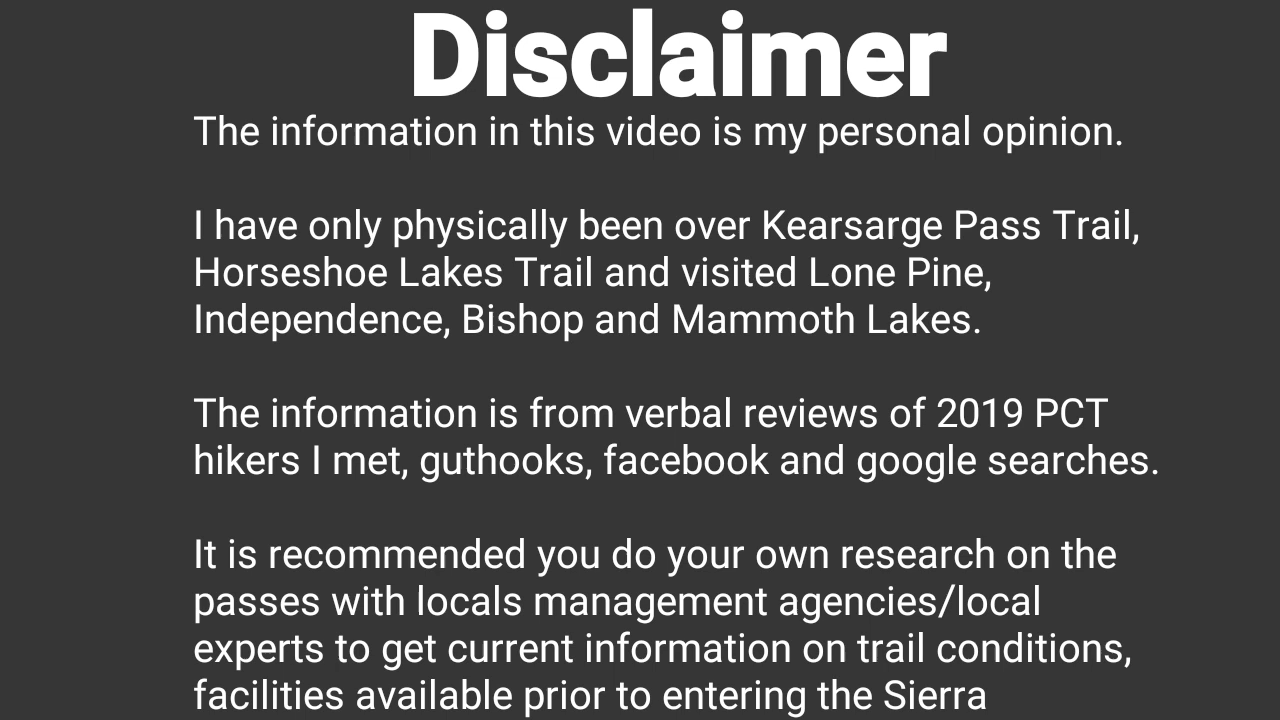 Disclaimer
The information in this video is my personal opinion.
I have only physically been over Kearsarge Pass Trail,
Horseshoe Lakes Trail and visited Lone Pine,
Independence, Bishop and Mammoth Lakes.
The information is from verbal reviews of 2019 PCT
hikers I met, guthooks, facebook and google searches.
It is recommended you do your own research on the
passes with locals management agencies/local
experts to get current information on trail conditions,
facilities available prior to entering the Sierra